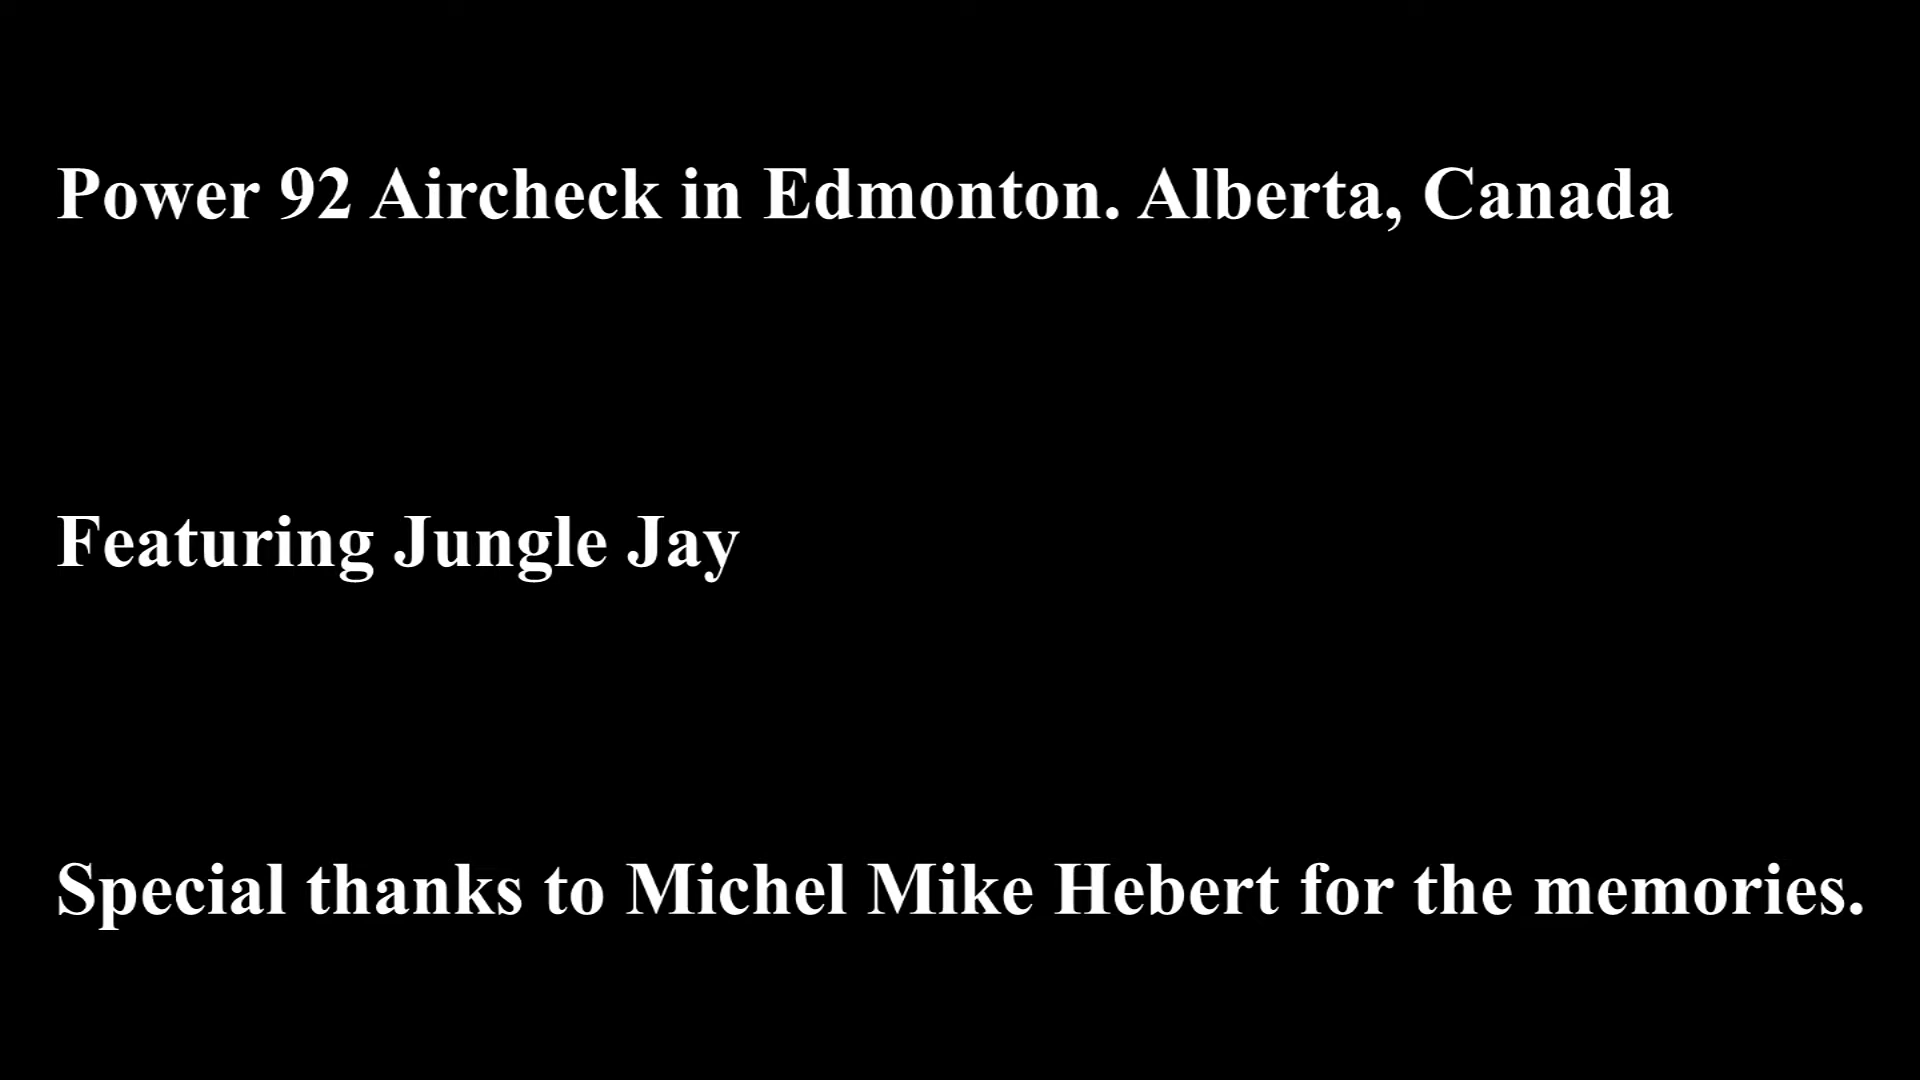 Power 92 Aircheck in Edmonton. Alberta, Canada
Featuring Jungle Jay
Special thanks to Michel Mike Hebert for the memories.